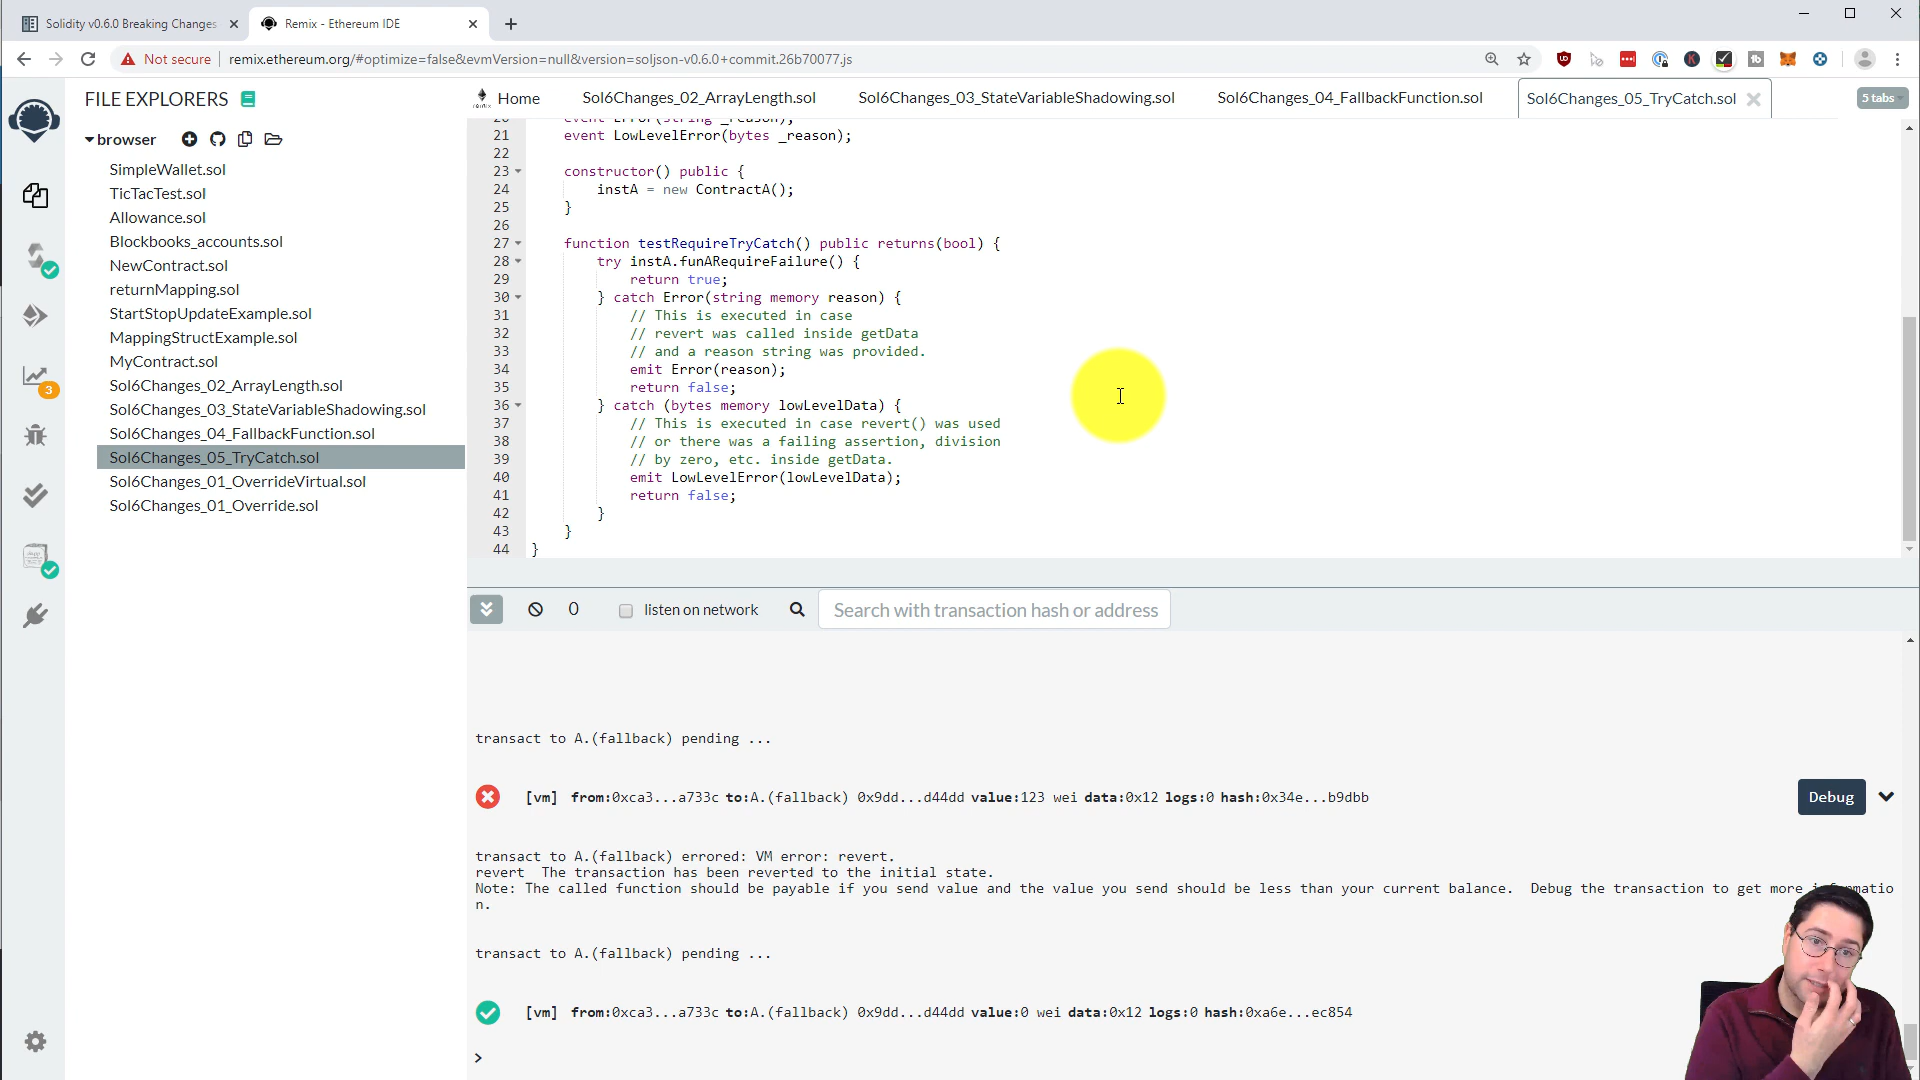 Solidity v0.6.0 Breaking Changes
Remix - Ethereum IDE
Not secure
remix.ethereum.org/#optimize=false&evmVersion=null&version=soljson-v0.6.0+commit.26b70077.js
FILE EXPLORERS
Home
Sol6Changes_02_ArrayLength.sol
Sol6Changes_03_StateVariableShadowing.sol
Sol6Changes_04_FallbackFunction.sol
Sol6Changes_05_TryCatch.sol
5 tabs
browser
SimpleWallet.sol
TicTacTest.sol
Allowance.sol
Blockbooks_accounts.sol
NewContract.sol
returnMapping.sol
StartStopUpdateExample.sol
MappingStructExample.sol
MyContract.sol
Sol6Changes_02_ArrayLength.sol
Sol6Changes_03_StateVariableShadowing.sol
Sol6Changes_04_FallbackFunction.sol
Sol6Changes_05_TryCatch.sol
Sol6Changes_01_OverrideVirtual.sol
Sol6Changes_01_Override.sol
3
20 event Error(string _reason);
21 event LowLevelError(bytes _reason);
22
23 constructor() public {
24 instA = new ContractA();
25 }
26
27 function testRequireTryCatch() public returns(bool) {
28 try instA.funARequireFailure() {
29 return true;
30 } catch Error(string memory reason) {
31 // This is executed in case
32 // revert was called inside getData
33 // and a reason string was provided.
34 emit Error(reason);
35 return false;
36 } catch (bytes memory lowLevelData) {
37 // This is executed in case revert() was used
38 // or there was a failing assertion, division
39 // by zero, etc. inside getData.
40 emit LowLevelError(lowLevelData);
41 return false;
42 }
43 }
44 }
0
listen on network
Search with transaction hash or address
transact to A.(fallback) pending ...
[vm] from:0xca3...a733c to:A.(fallback) 0x9dd...d44dd value:123 wei data:0x12 logs:0 hash:0x34e...b9dbb
Debug
transact to A.(fallback) errored: VM error: revert.
revert The transaction has been reverted to the initial state.
Note: The called function should be payable if you send value and the value you send should be less than your current balance. Debug the transaction to get more informatio
n.
transact to A.(fallback) pending ...
[vm] from:0xca3...a733c to:A.(fallback) 0x9dd...d44dd value:0 wei data:0x12 logs:0 hash:0xa6e...ec854
>